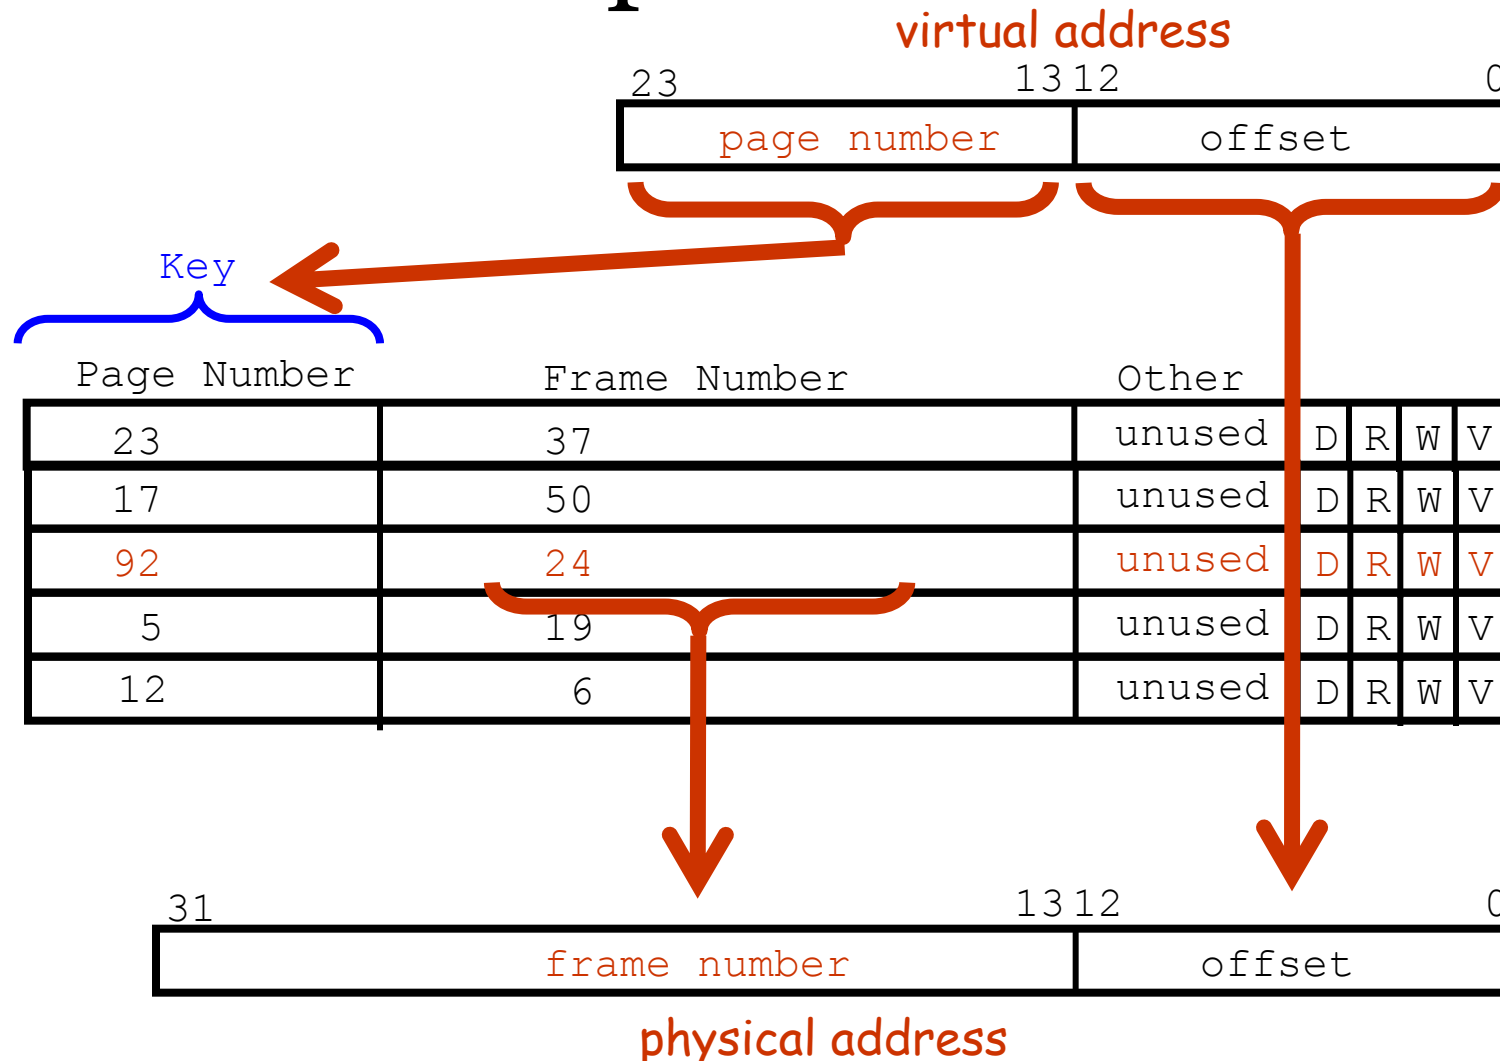 virtual address
23 13 12 0
page number offset
Key
Page Number Frame Number Other
23 37 unused D R W V
17 50 unused D R W V
92 24 unused D R W V
5 19 unused D R W V
12 6 unused D R W V
31 13 12 0
frame number offset
physical address